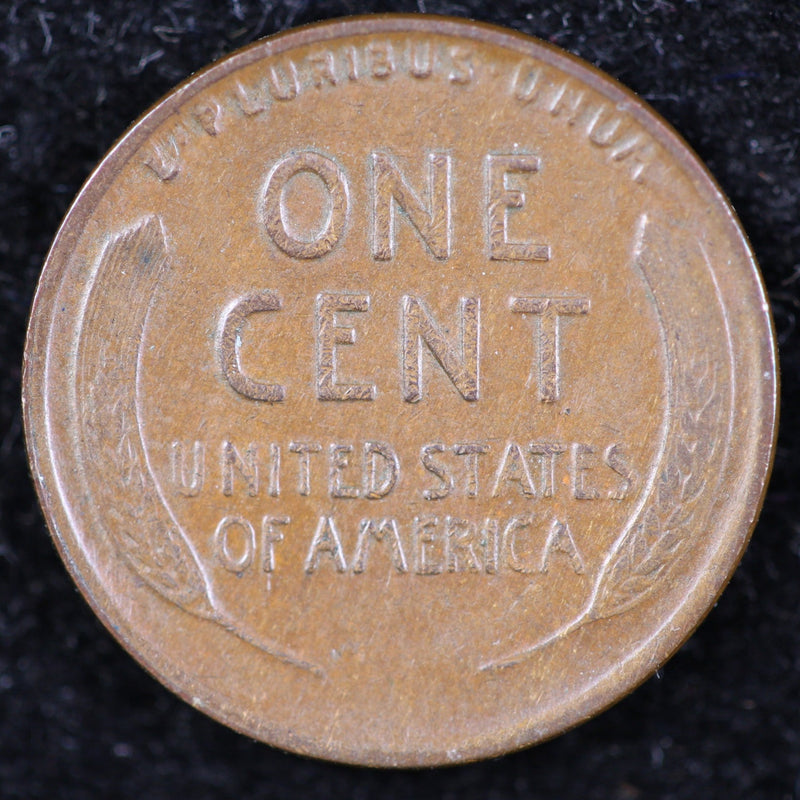 E·PLURIBUS·UNUM
ONE
CENT
UNITED STATES
OF AMERICA